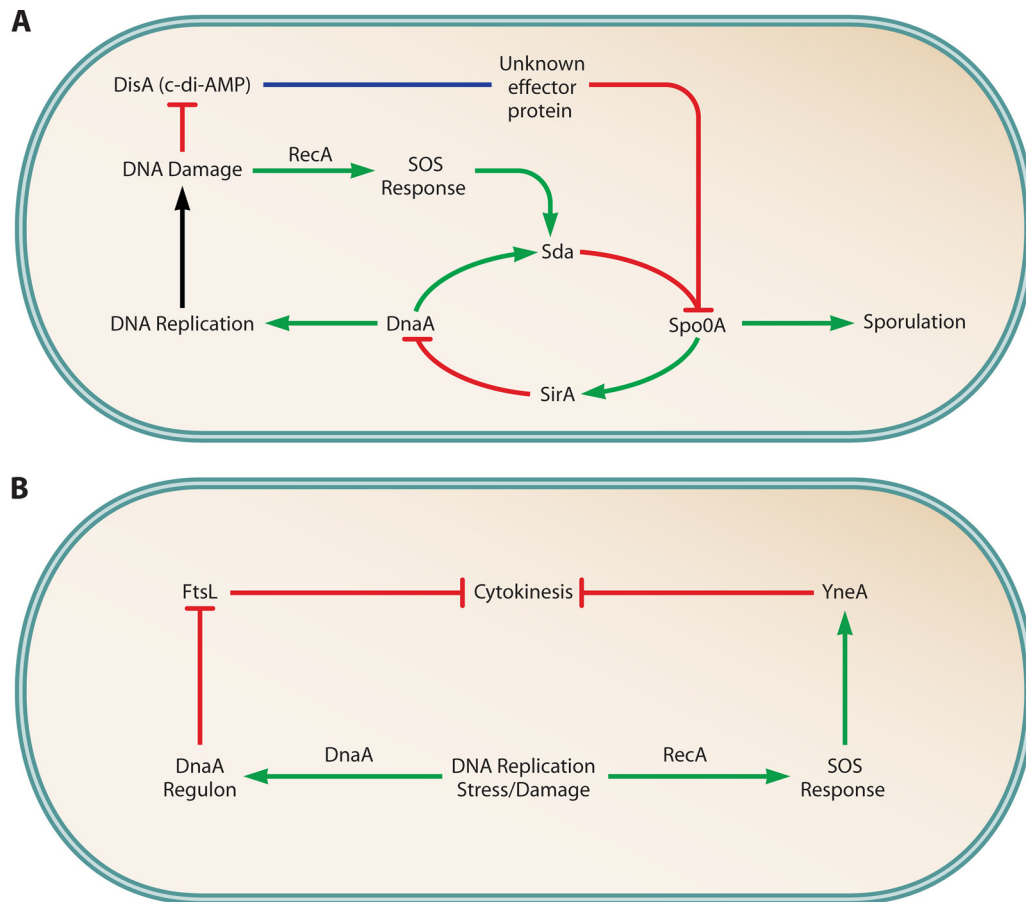 A
DisA (c-di-AMP)
Unknown
effector
protein
DNA Damage
RecA
SOS
Response
Sda
DNA Replication
DnaA
Spo0A
Sporulation
SirA
B
FtsL
Cytokinesis
YneA
DnaA
Regulon
DnaA
DNA Replication
Stress/Damage
RecA
SOS
Response